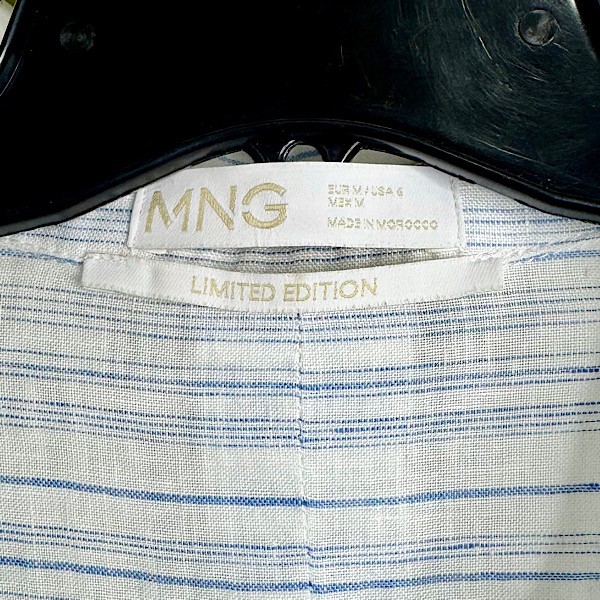 MNG
EUR M / USA 6
MEX M
MADE IN MOROCCO
LIMITED EDITION